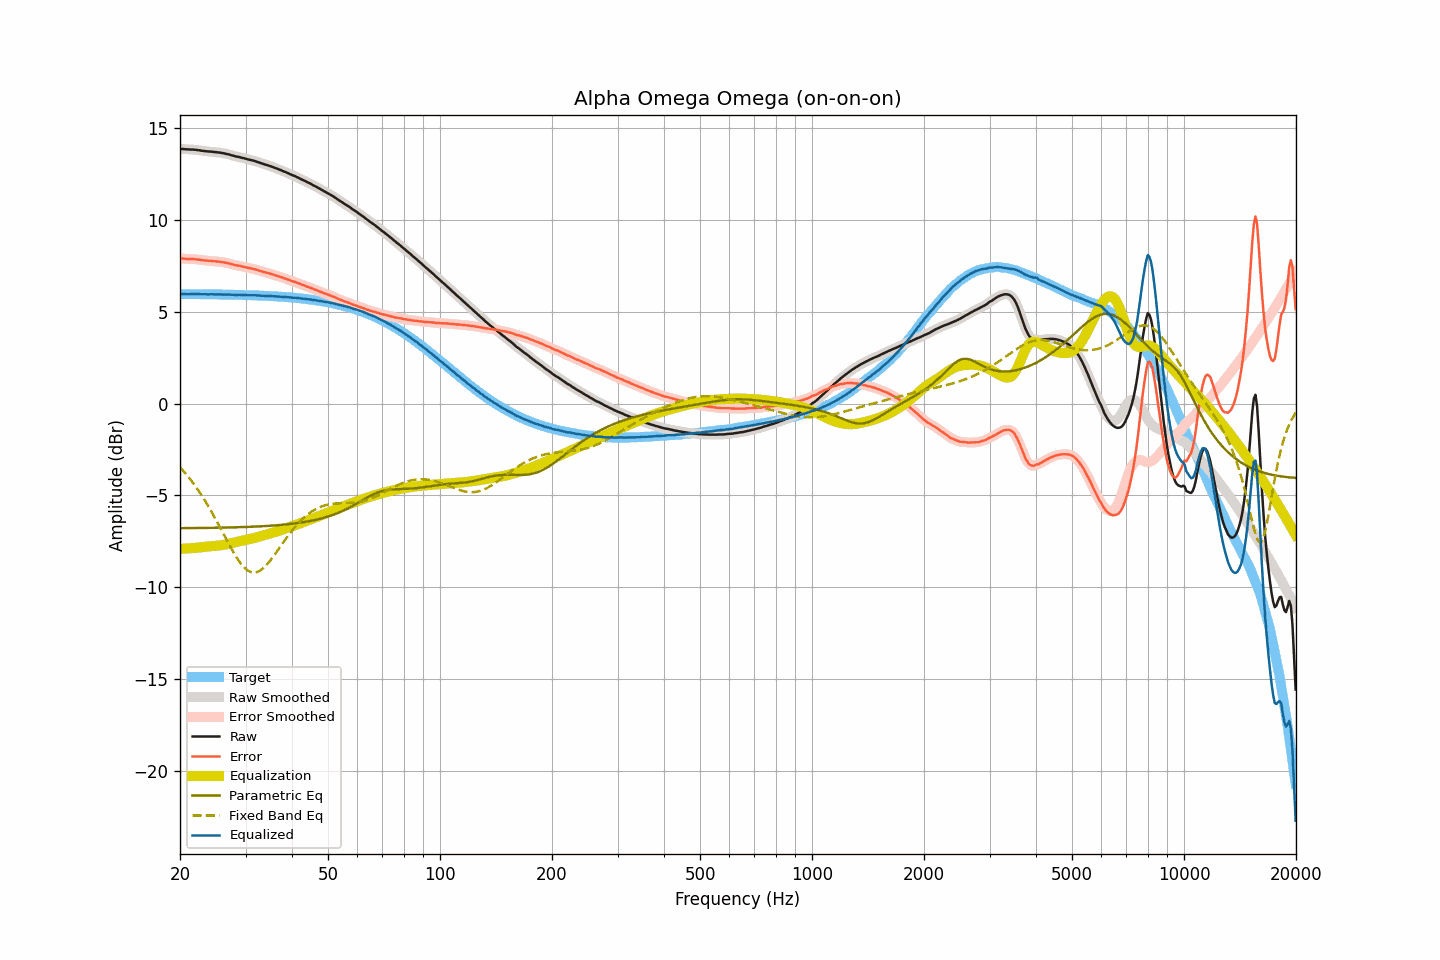 Alpha Omega Omega (on-on-on)
Amplitude (dBr)
15
10
5
0
−5
−10
−15
−20
Target
Raw Smoothed
Error Smoothed
Raw
Error
Equalization
Parametric Eq
Fixed Band Eq
Equalized
20 50 100 200 500 1000 2000 5000 10000 20000
Frequency (Hz)